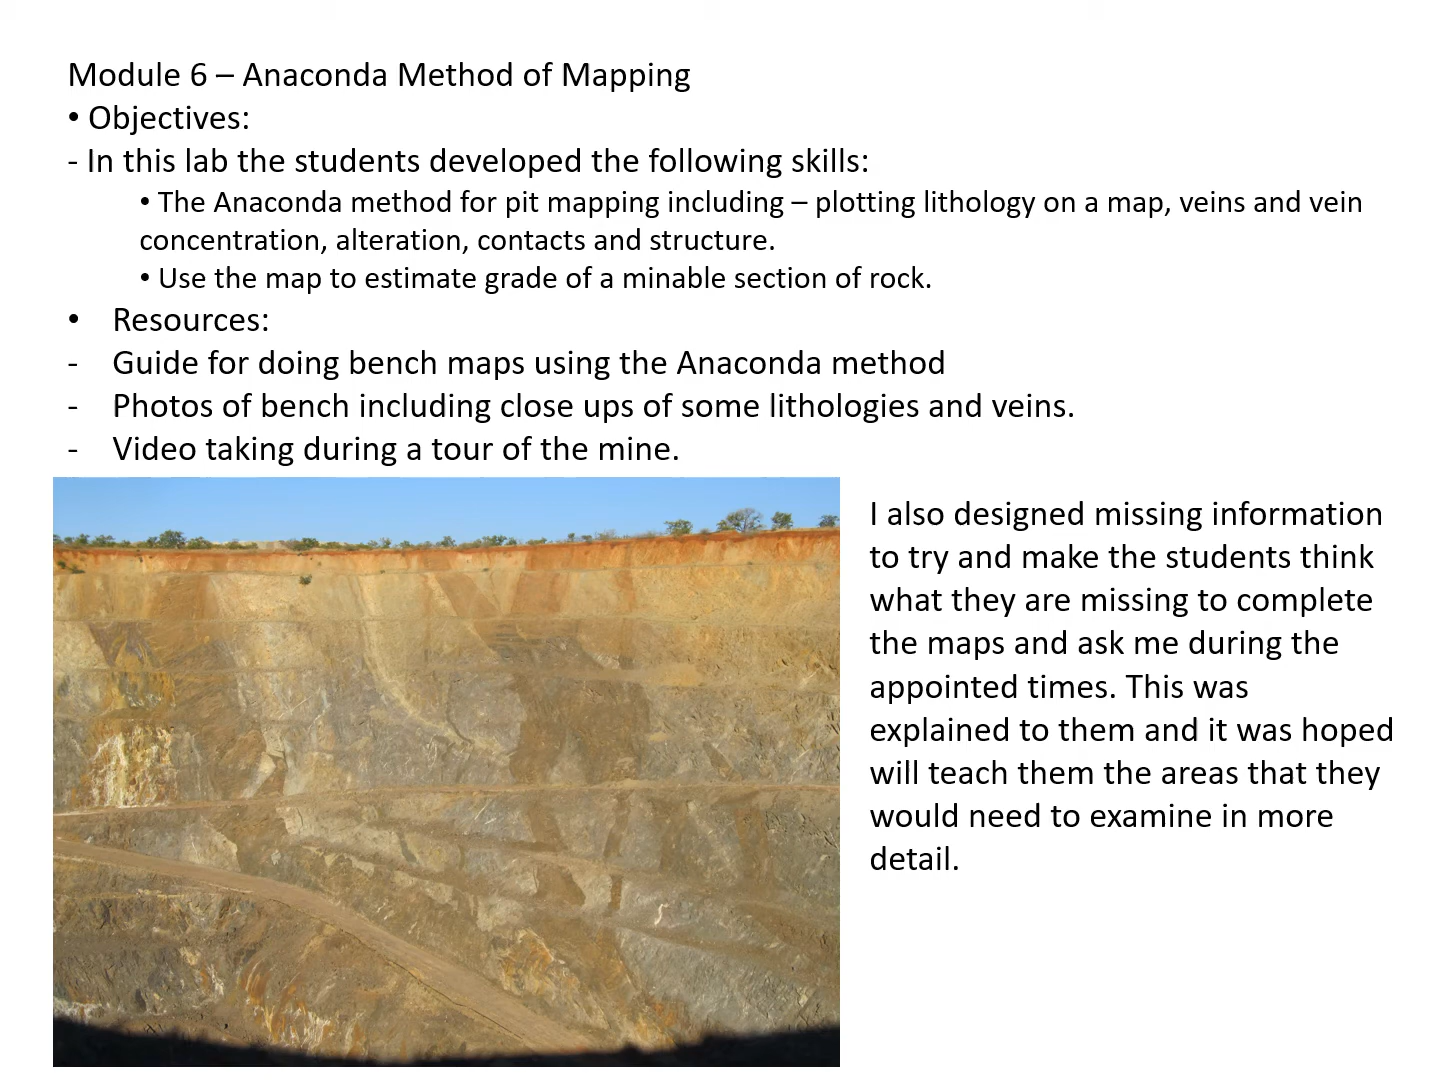 Module 6 – Anaconda Method of Mapping
• Objectives:
- In this lab the students developed the following skills:
• The Anaconda method for pit mapping including – plotting lithology on a map, veins and vein
concentration, alteration, contacts and structure.
• Use the map to estimate grade of a minable section of rock.
• Resources:
- Guide for doing bench maps using the Anaconda method
- Photos of bench including close ups of some lithologies and veins.
- Video taking during a tour of the mine.
I also designed missing information
to try and make the students think
what they are missing to complete
the maps and ask me during the
appointed times. This was
explained to them and it was hoped
will teach them the areas that they
would need to examine in more
detail.